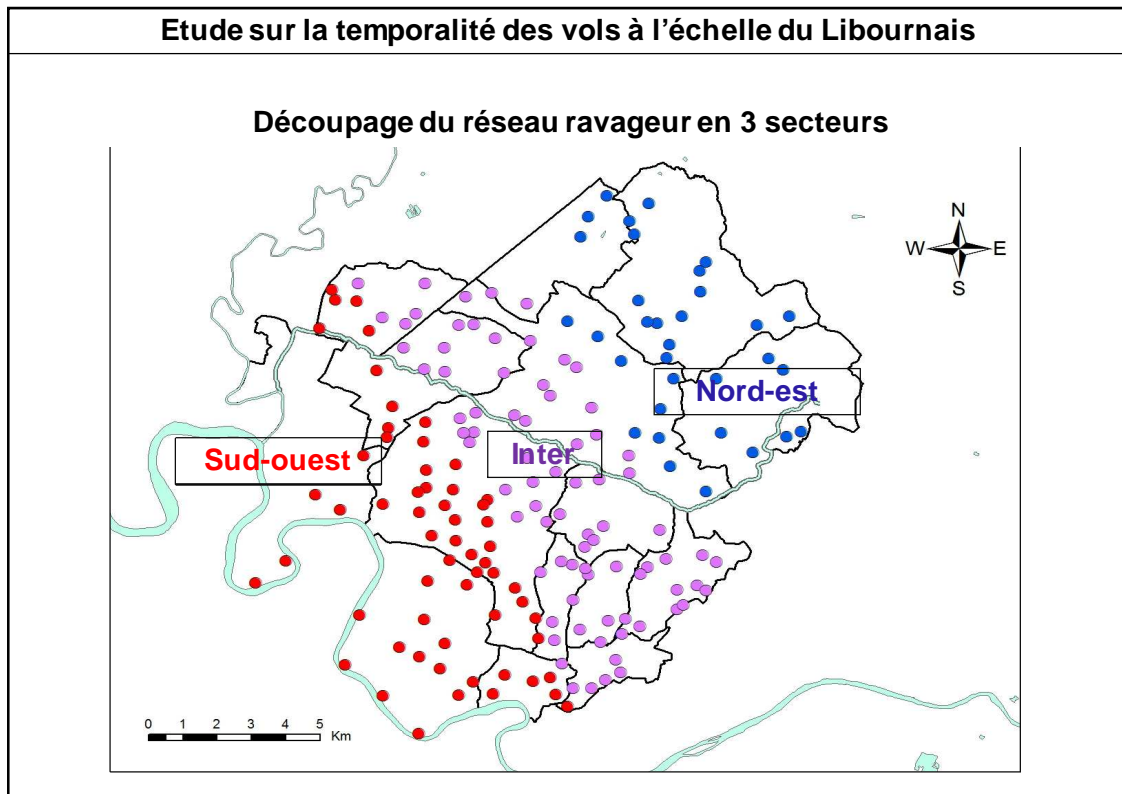 Etude sur la temporalité des vols à l'échelle du Libournais
Découpage du réseau ravageur en 3 secteurs
N
W E
S
Nord-est
Sud-ouest
Inter
0 1 2 3 4 5
Km